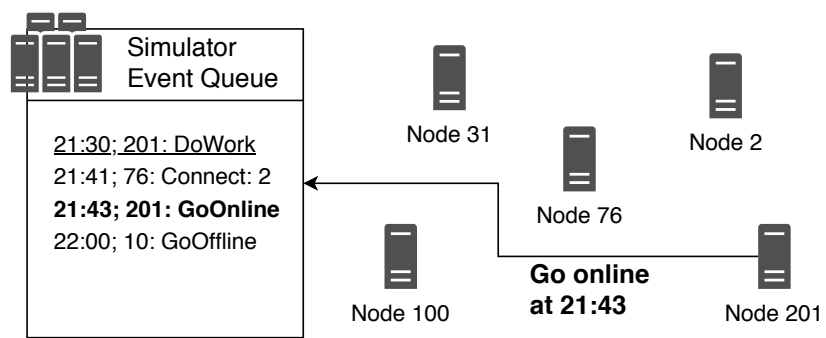 Simulator
Event Queue
21:30; 201: DoWork
21:41; 76: Connect: 2
21:43; 201: GoOnline
22:00; 10: GoOffline
Node 31
Node 2
Node 76
Node 100
Go online
at 21:43
Node 201